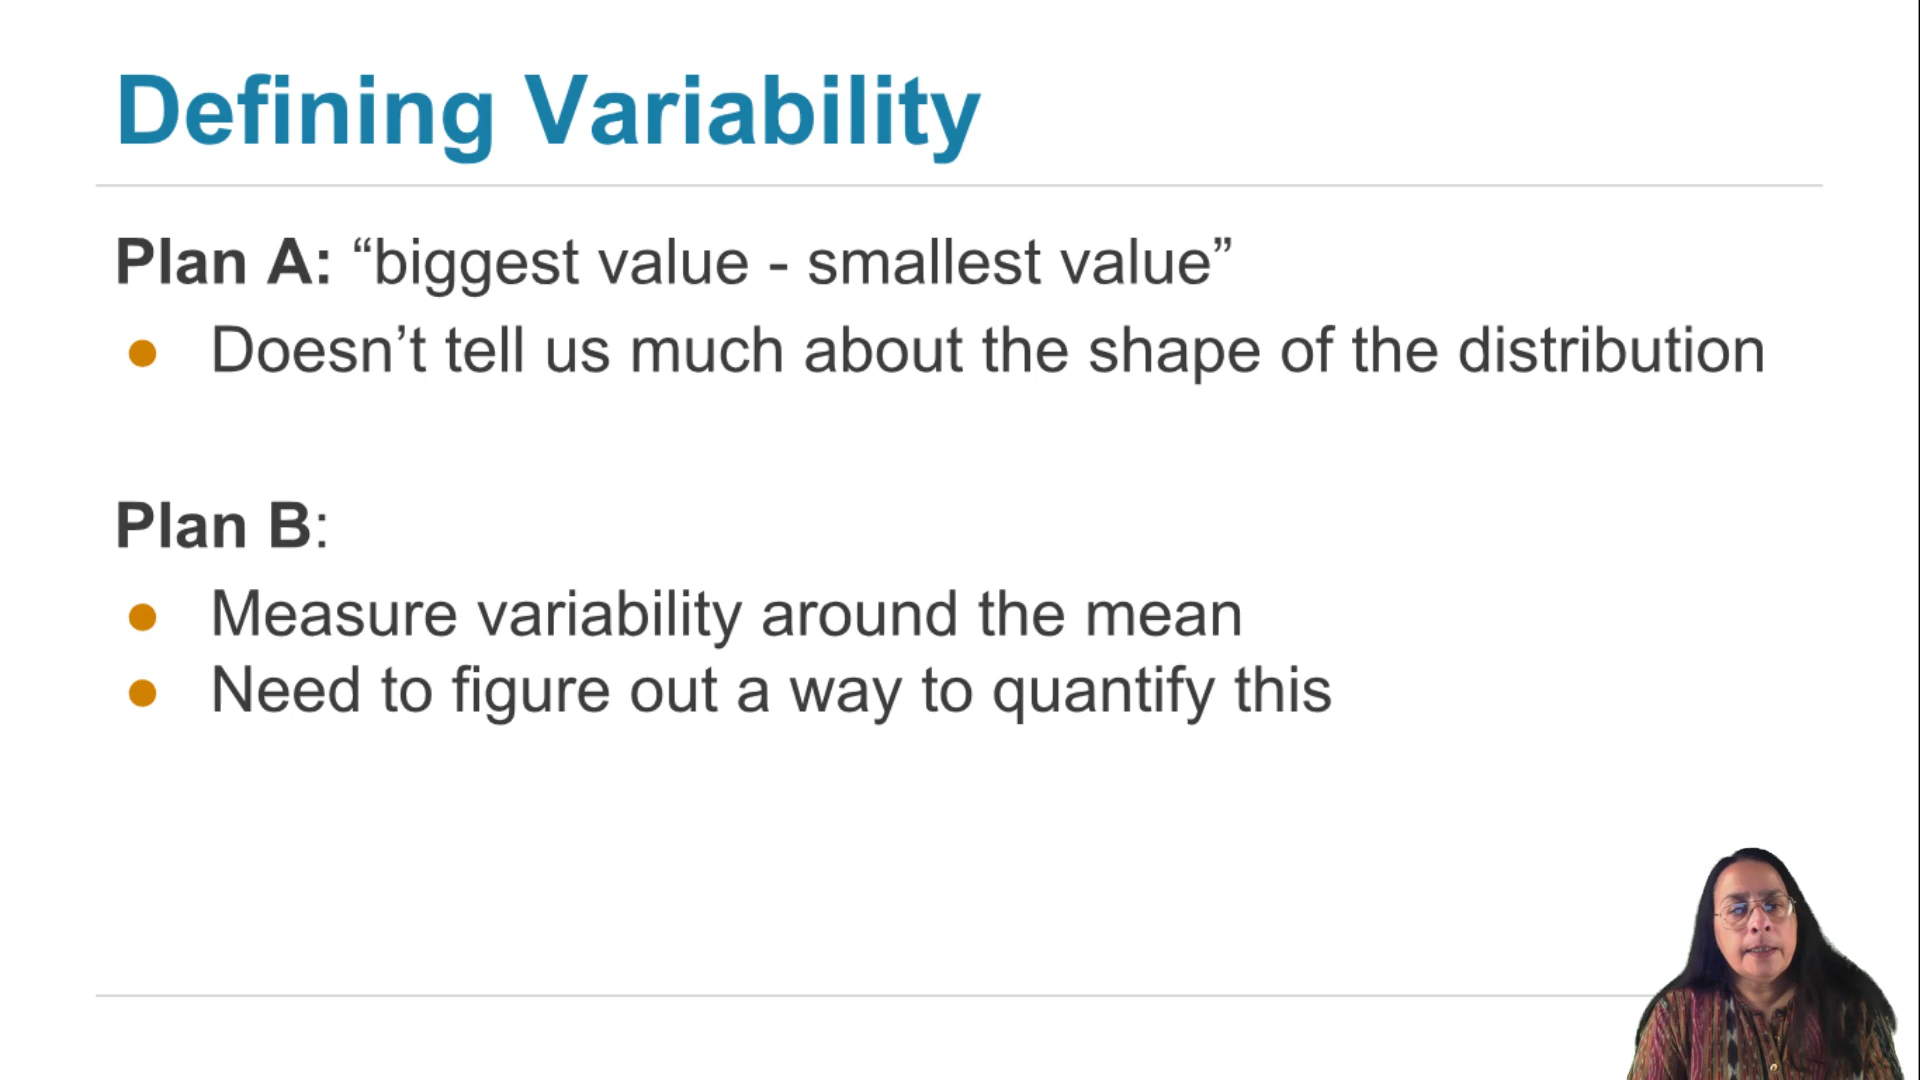 Defining Variability
Plan A: “biggest value - smallest value”
● Doesn’t tell us much about the shape of the distribution
Plan B:
● Measure variability around the mean
● Need to figure out a way to quantify this